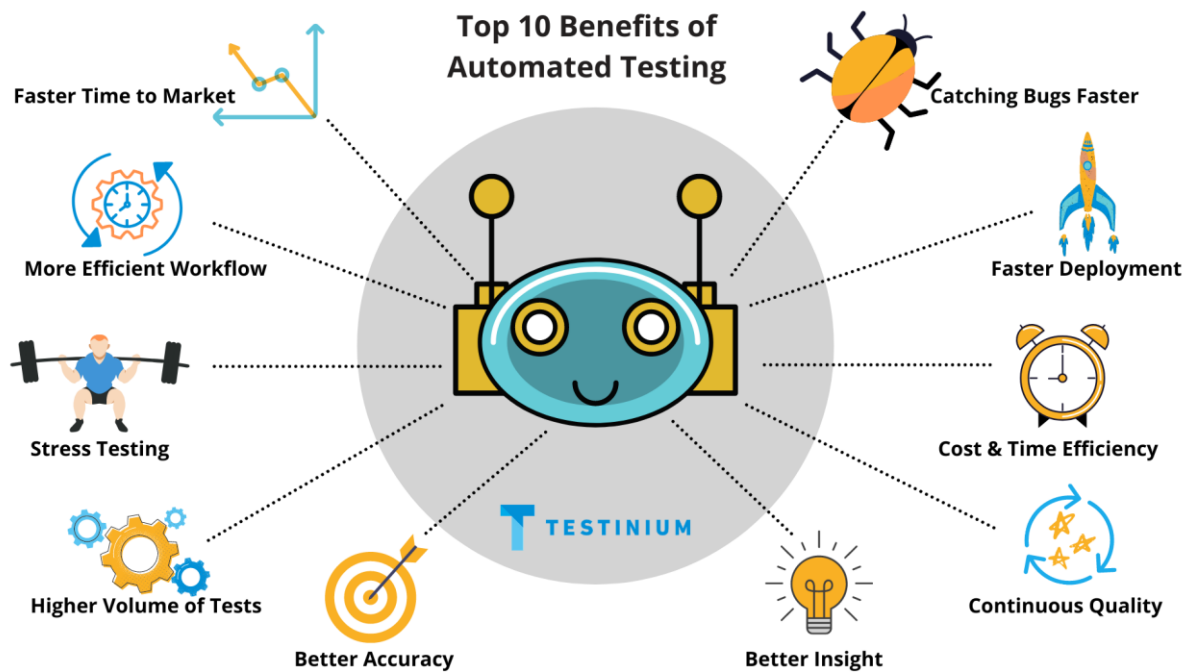 Top 10 Benefits of
Automated Testing
Faster Time to Market
Catching Bugs Faster
More Efficient Workflow
Faster Deployment
Stress Testing
Cost & Time Efficiency
Higher Volume of Tests
TESTINIUM
Continuous Quality
Better Accuracy
Better Insight